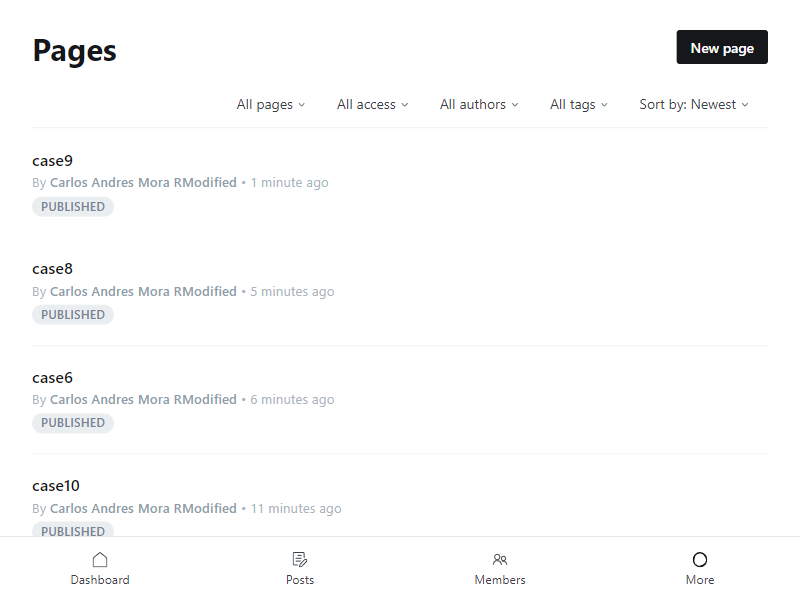 Pages
New page
All pages
All access
All authors
All tags
Sort by: Newest
case9
By Carlos Andres Mora RModified • 1 minute ago
PUBLISHED
case8
By Carlos Andres Mora RModified • 5 minutes ago
PUBLISHED
case6
By Carlos Andres Mora RModified • 6 minutes ago
PUBLISHED
case10
By Carlos Andres Mora RModified • 11 minutes ago
PUBLISHED
Dashboard
Posts
Members
More